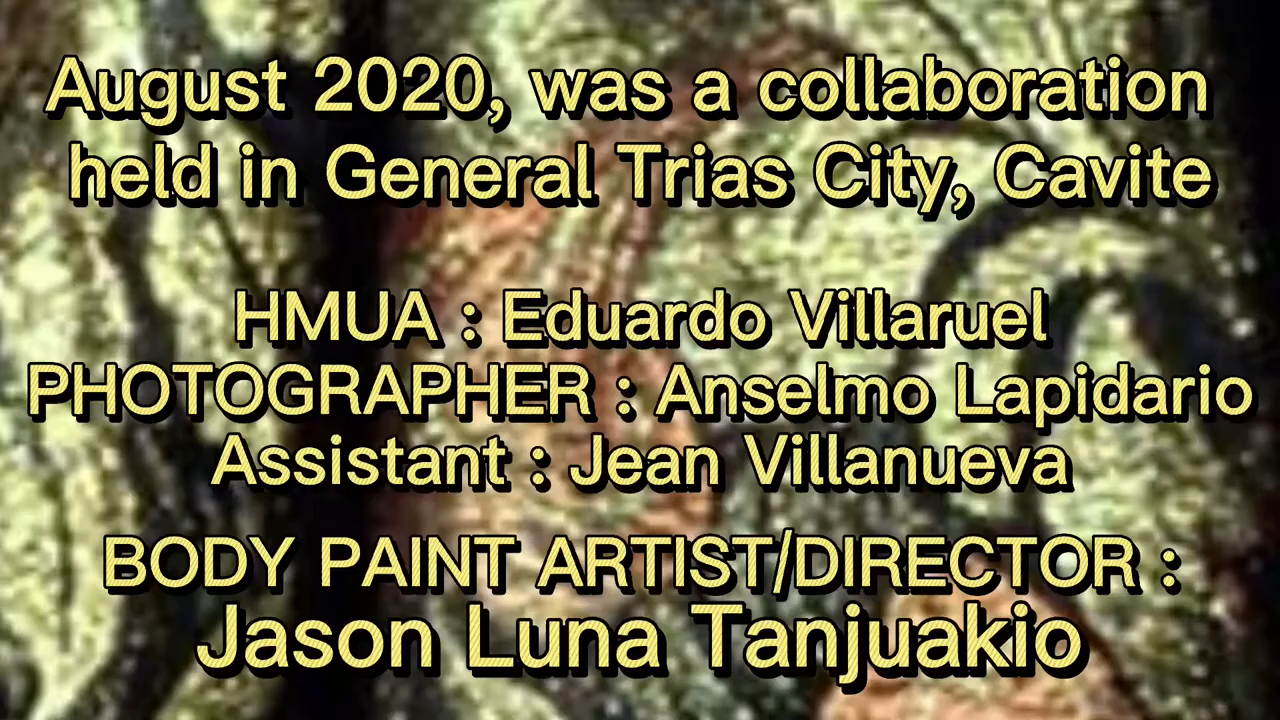 August 2020, was a collaboration
held in General Trias City, Cavite
HMUA : Eduardo Villaruel
PHOTOGRAPHER : Anselmo Lapidario
Assistant : Jean Villanueva
BODY PAINT ARTIST/DIRECTOR :
Jason Luna Tanjuakio